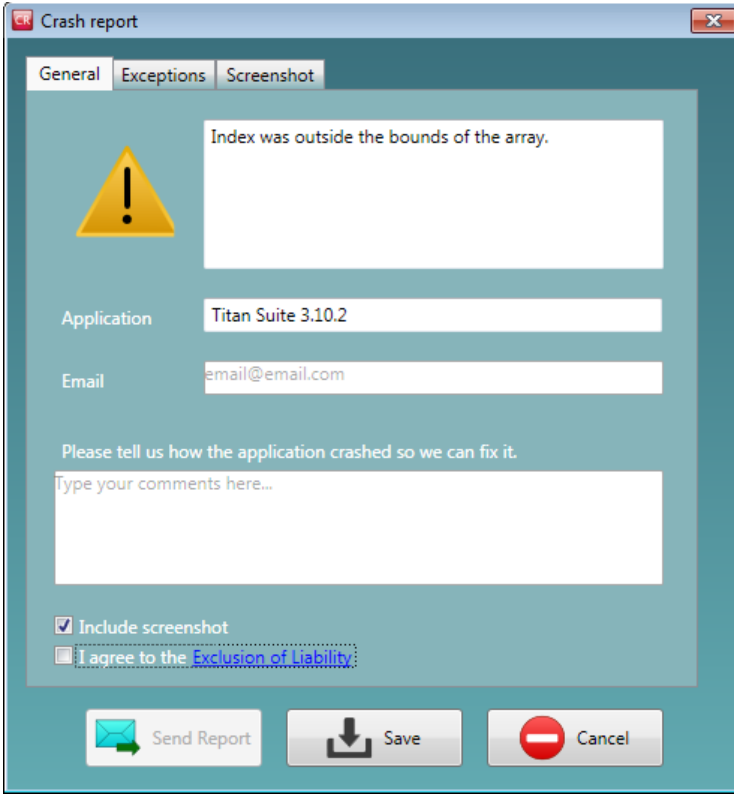 CR Crash report
General Exceptions Screenshot
Index was outside the bounds of the array.
Application Titan Suite 3.10.2
Email email@email.com
Please tell us how the application crashed so we can fix it.
Type your comments here...
Include screenshot
I agree to the Exclusion of Liability
Send Report Save Cancel